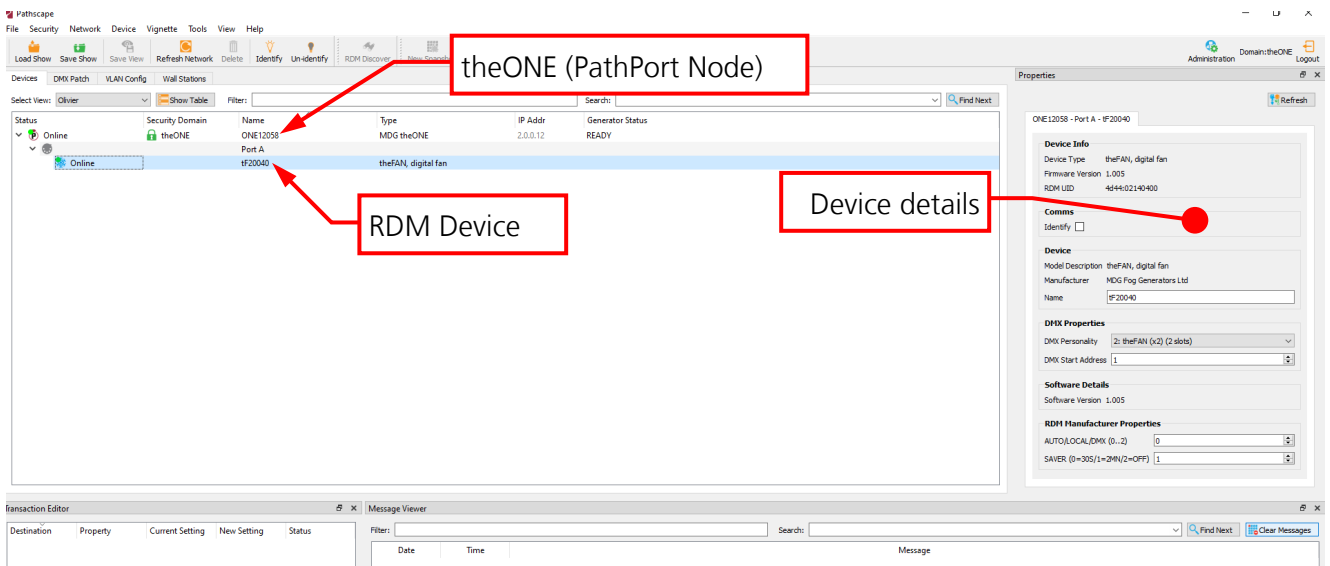 Pathscape
File Security Network Device Vignette Tools View Help
Load Show Save Show Save View Refresh Network Delete Identify Un-identify RDM Discover New Snapsh
Administration Domain:theONE Logout
theONE (PathPort Node)
Devices DMX Patch VLAN Config Wall Stations
Properties
Select View: Olivier Show Table Filter: Search: Find Next
Refresh
Status Security Domain Name Type IP Addr Generator Status
Online theONE ONE12058 MDG theONE 2.0.0.12 READY
Port A
Online tF20040 theFAN, digital fan
RDM Device
Device details
ONE12058 - Port A - tF20040
Device Info
Device Type theFAN, digital fan
Firmware Version 1.005
RDM UID 4d44:02140400
Comms
Identify
Device
Model Description theFAN, digital fan
Manufacturer MDG Fog Generators Ltd
Name tF20040
DMX Properties
DMX Personality 2: theFAN (x2) (2 slots)
DMX Start Address 1
Software Details
Software Version 1.005
RDM Manufacturer Properties
AUTO/LOCAL/DMX (0..2) 0
SAVER (0=30S/1=2MN/2=OFF) 1
Transaction Editor
Message Viewer
Destination Property Current Setting New Setting Status
Filter: Search: Find Next Clear Messages
Date Time Message